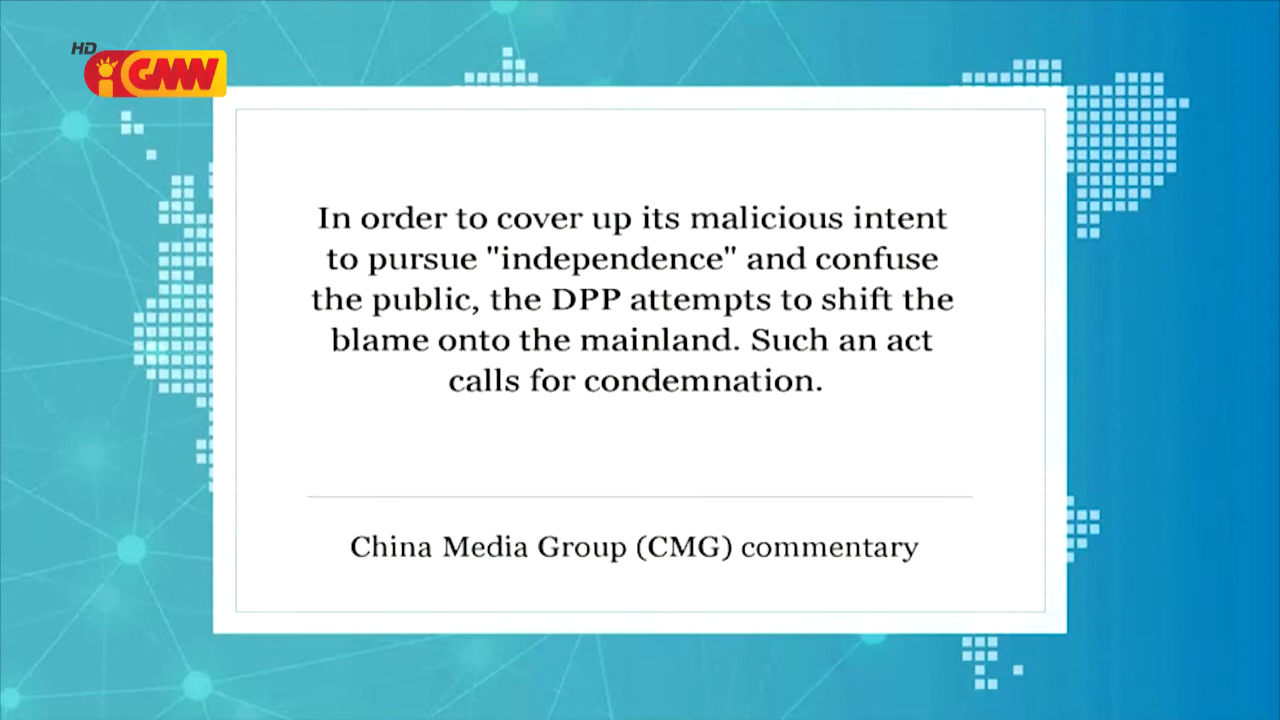 HD
iGMW
In order to cover up its malicious intent
to pursue "independence" and confuse
the public, the DPP attempts to shift the
blame onto the mainland. Such an act
calls for condemnation.
China Media Group (CMG) commentary